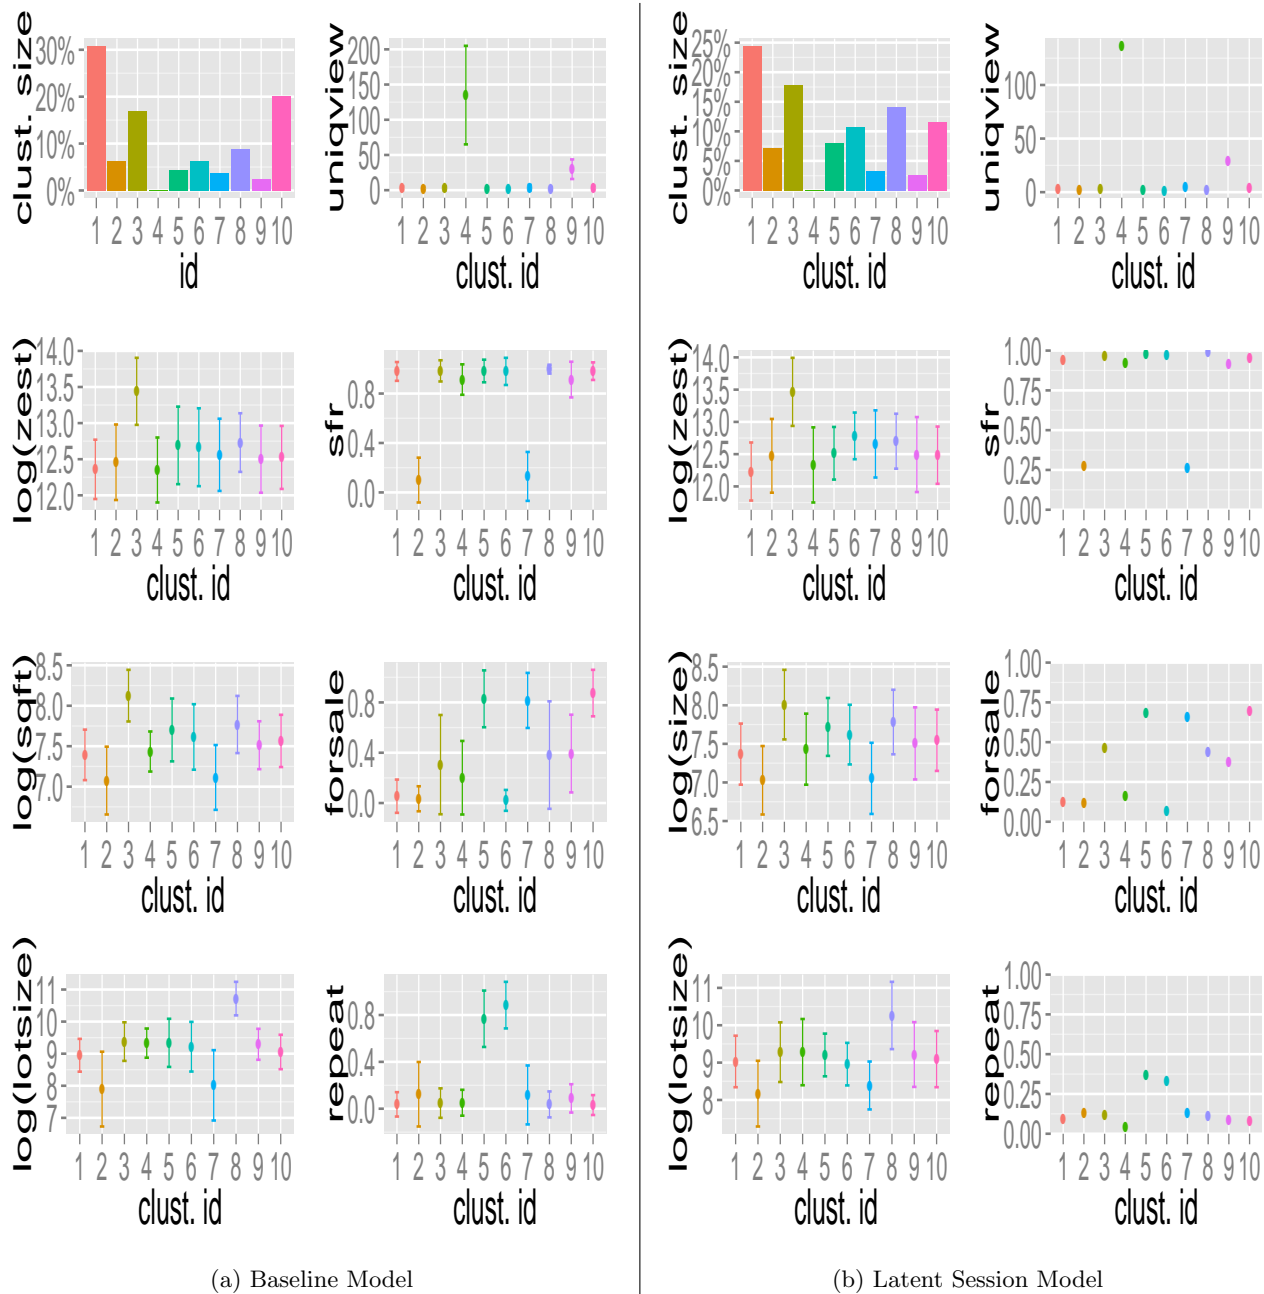 clust. size
30%
20%
10%
0%
1 2 3 4 5 6 7 8 9 10
id
uniqview
200
150
100
50
0
1 2 3 4 5 6 7 8 9 10
clust. id
clust. size
25%
20%
15%
10%
5%
0%
1 2 3 4 5 6 7 8 9 10
clust. id
uniqview
100
50
0
1 2 3 4 5 6 7 8 9 10
clust. id
log(zest)
14.0
13.5
13.0
12.5
12.0
1 2 3 4 5 6 7 8 9 10
clust. id
sfr
0.8
0.4
0.0
1 2 3 4 5 6 7 8 9 10
clust. id
log(zest)
14.0
13.5
13.0
12.5
12.0
1 2 3 4 5 6 7 8 9 10
clust. id
sfr
1.00
0.75
0.50
0.25
0.00
1 2 3 4 5 6 7 8 9 10
clust. id
log(sqft)
8.5
8.0
7.5
7.0
1 2 3 4 5 6 7 8 9 10
clust. id
forsale
0.8
0.4
0.0
1 2 3 4 5 6 7 8 9 10
clust. id
log(size)
8.5
8.0
7.5
7.0
6.5
1 2 3 4 5 6 7 8 9 10
clust. id
forsale
1.00
0.75
0.50
0.25
0.00
1 2 3 4 5 6 7 8 9 10
clust. id
log(lotsize)
11
10
9
8
7
1 2 3 4 5 6 7 8 9 10
clust. id
repeat
0.8
0.4
0.0
1 2 3 4 5 6 7 8 9 10
clust. id
log(lotsize)
11
10
9
8
1 2 3 4 5 6 7 8 9 10
clust. id
repeat
1.00
0.75
0.50
0.25
0.00
1 2 3 4 5 6 7 8 9 10
clust. id
(a) Baseline Model
(b) Latent Session Model